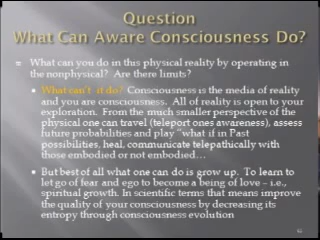 Question
What Can Aware Consciousness Do?
What can you do in this physical reality by operating in
the nonphysical? Are there limits?
What can't it do? Consciousness is the media of reality
and you are consciousness. All of reality is open to your
exploration. From the much smaller perspective of the
physical one can travel (teleport ones awareness), assess
future probabilities and play "what if in Past
possibilities, heal, communicate telepathically with
those embodied or not embodied…
But best of all what one can do is grow up. To learn to
let go of fear and ego to become a being of love – i.e.,
spiritual growth. In scientific terms that means improve
the quality of your consciousness by decreasing its
entropy through consciousness evolution